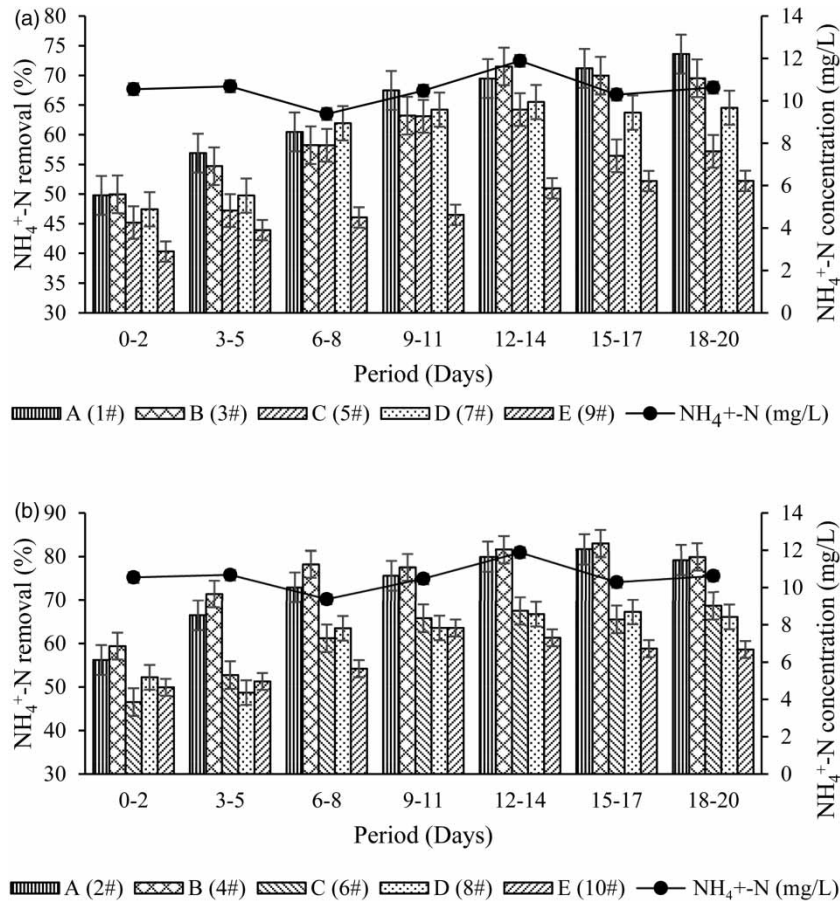 (a)
80
75
70
65
60
55
50
45
40
35
30
NH₄⁺-N removal (%)
14
12
10
8
6
4
2
0
NH₄⁺-N concentration (mg/L)
0-2 3-5 6-8 9-11 12-14 15-17 18-20
Period (Days)
A (1#) B (3#) C (5#) D (7#) E (9#) NH₄+-N (mg/L)
(b)
90
80
70
60
50
40
30
NH₄⁺-N removal (%)
14
12
10
8
6
4
2
0
NH₄⁺-N concentration (mg/L)
0-2 3-5 6-8 9-11 12-14 15-17 18-20
Period (Days)
A (2#) B (4#) C (6#) D (8#) E (10#) NH₄+-N (mg/L)